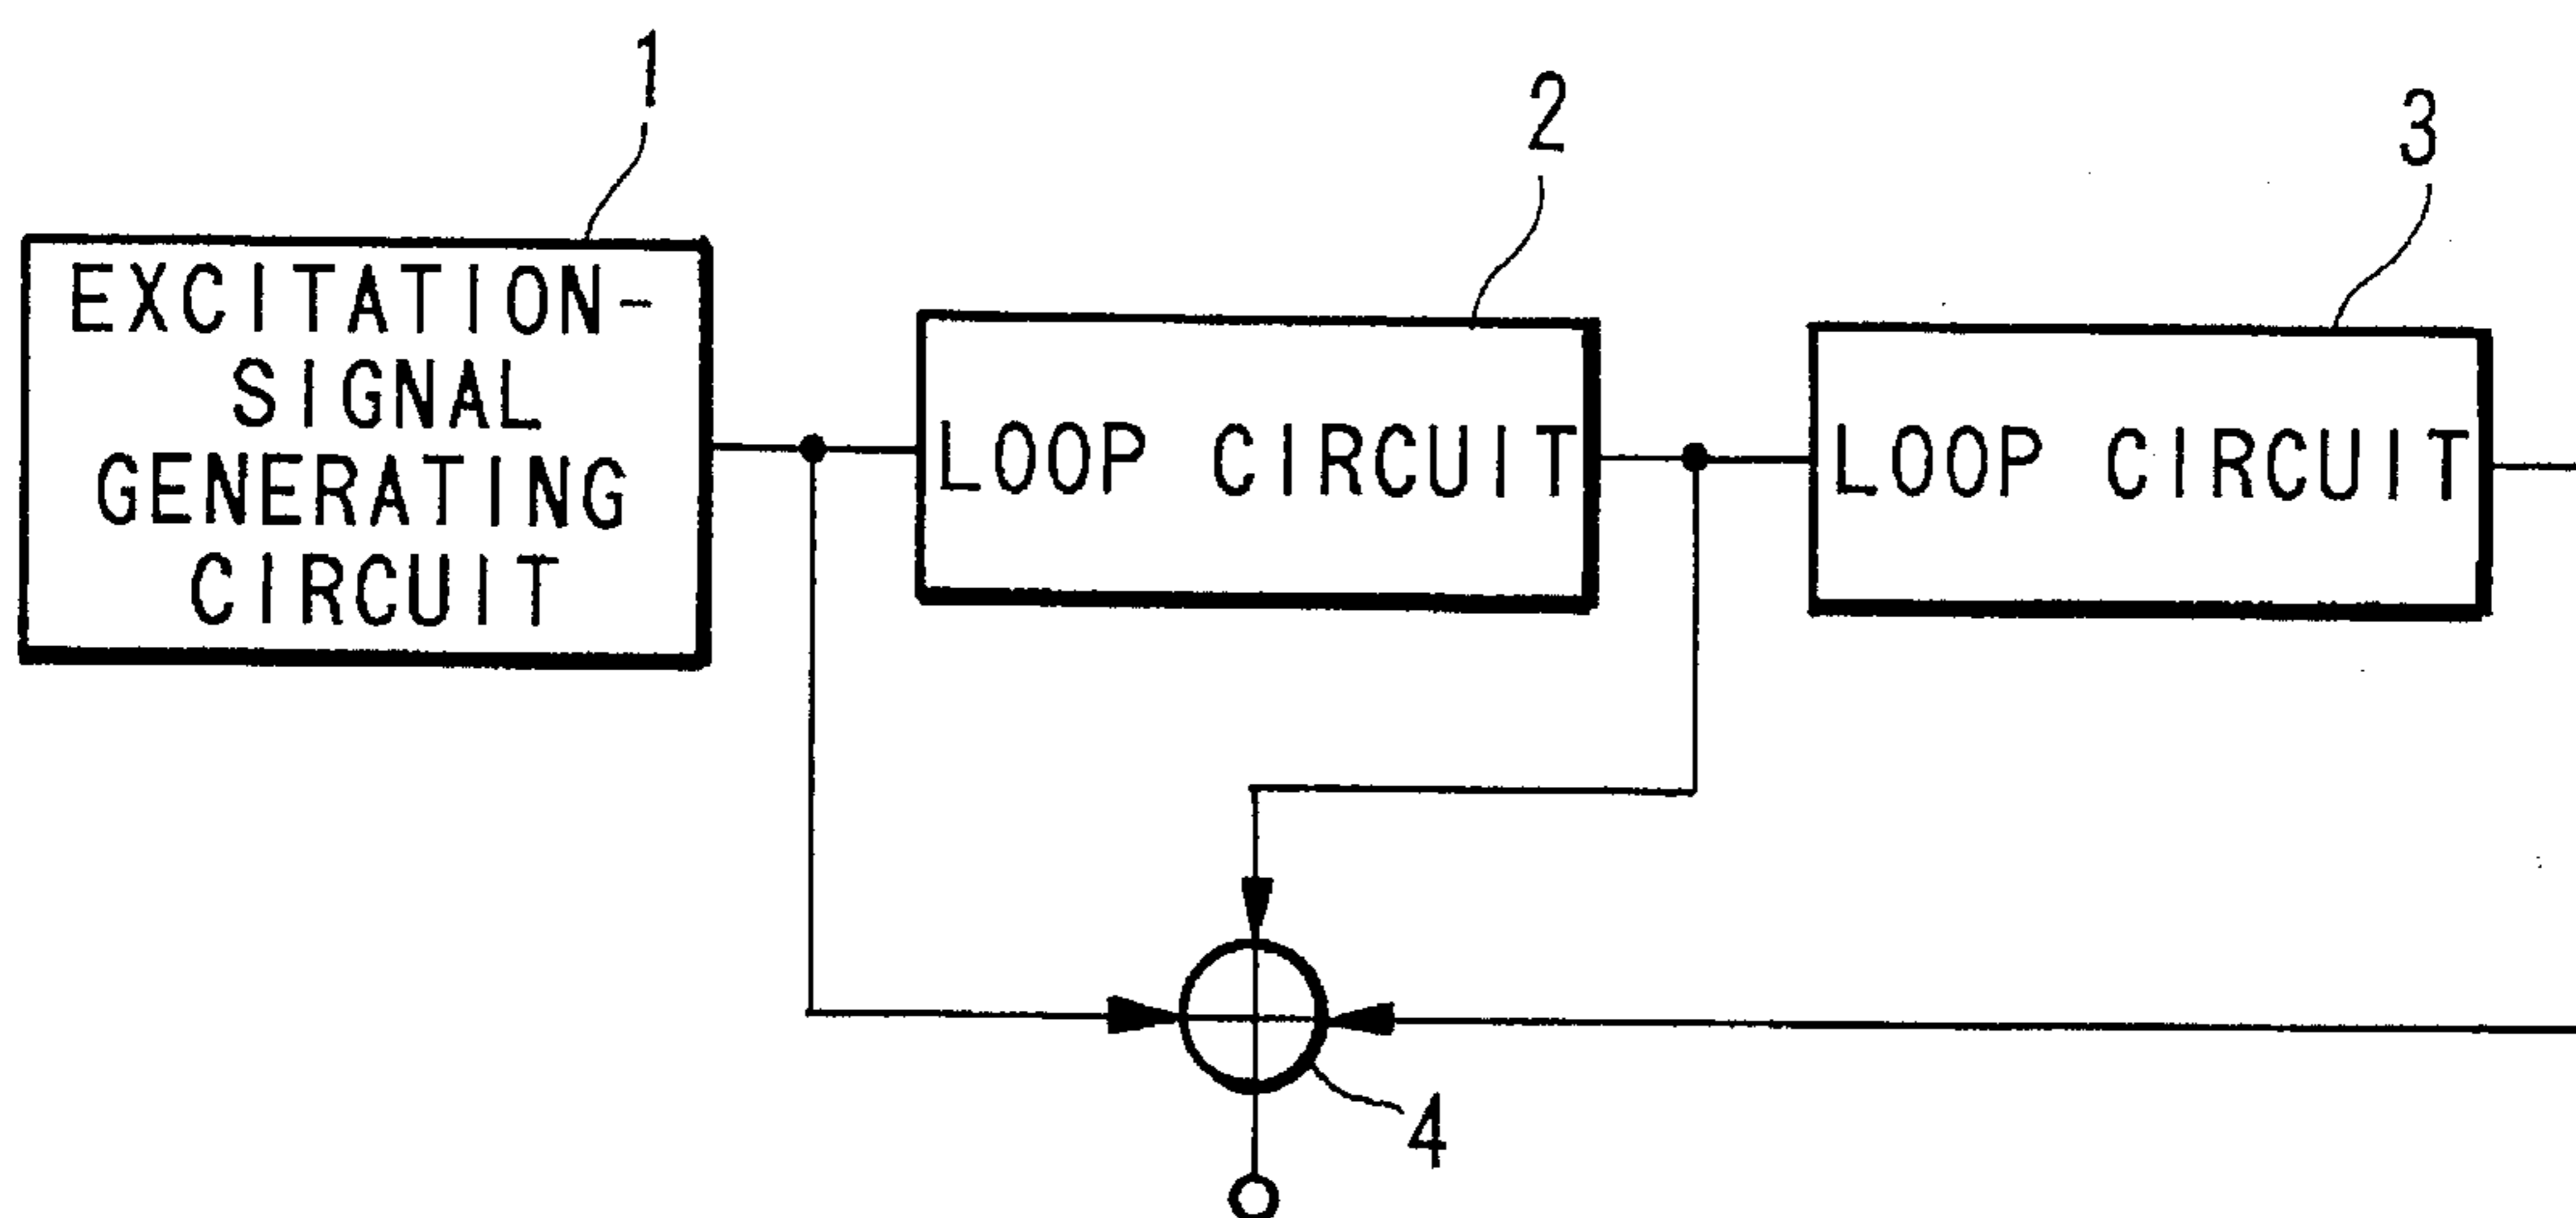 1
2
3
EXCITATION-
SIGNAL
GENERATING
CIRCUIT
LOOP CIRCUIT
LOOP CIRCUIT
4